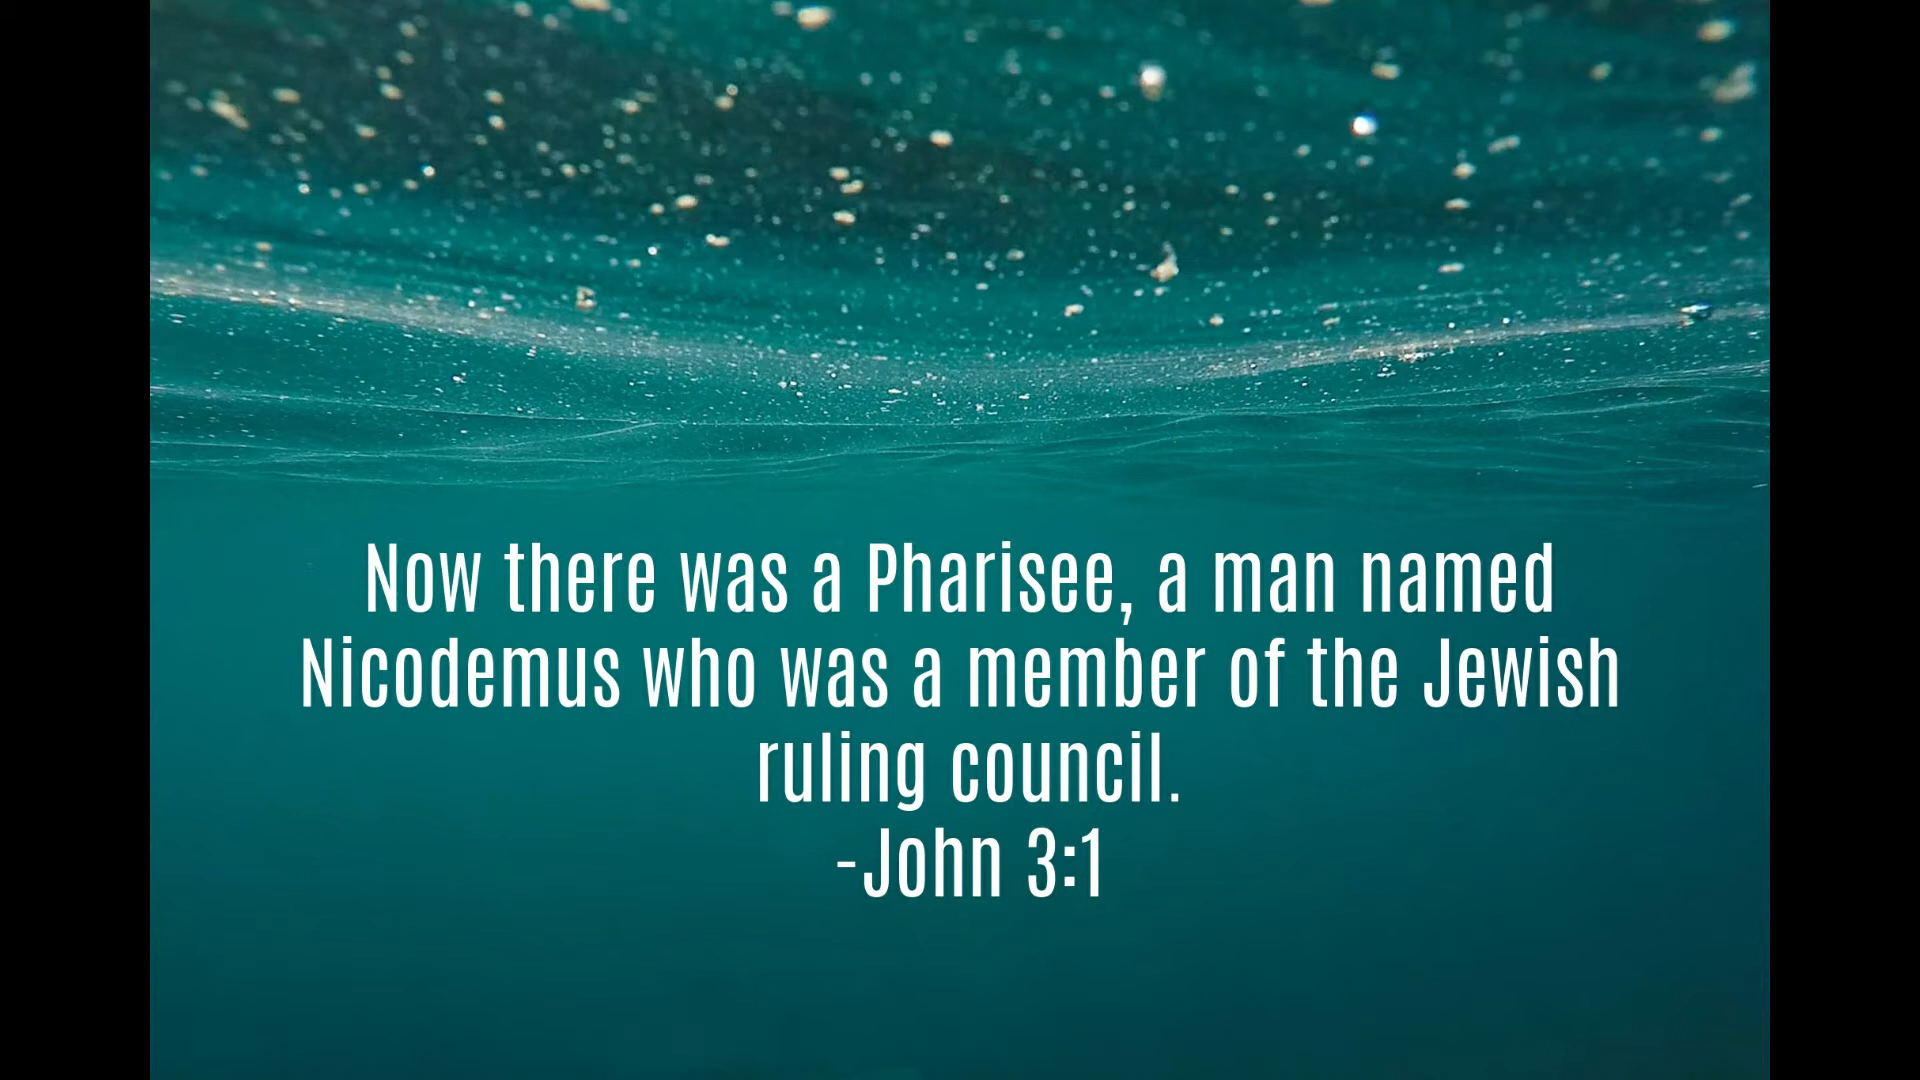 Now there was a Pharisee, a man named
Nicodemus who was a member of the Jewish
ruling council.
-John 3:1